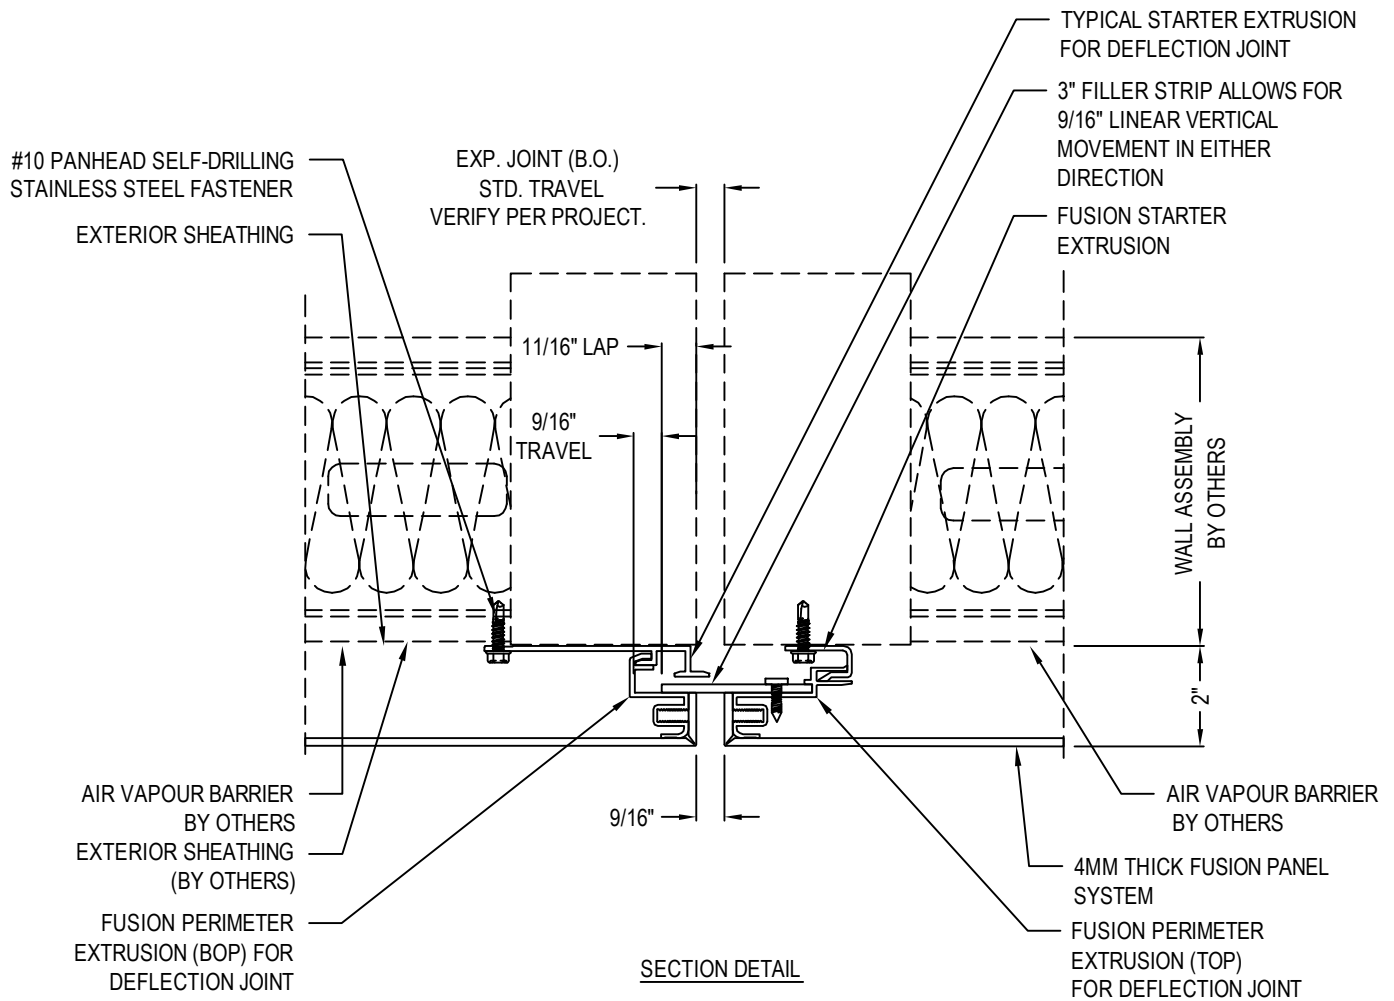 TYPICAL STARTER EXTRUSION
FOR DEFLECTION JOINT
3" FILLER STRIP ALLOWS FOR
9/16" LINEAR VERTICAL
MOVEMENT IN EITHER
DIRECTION
FUSION STARTER
EXTRUSION
#10 PANHEAD SELF-DRILLING
STAINLESS STEEL FASTENER
EXTERIOR SHEATHING
EXP. JOINT (B.O.)
STD. TRAVEL
VERIFY PER PROJECT.
11/16" LAP
9/16"
TRAVEL
WALL ASSEMBLY
BY OTHERS
2"
9/16"
AIR VAPOUR BARRIER
BY OTHERS
EXTERIOR SHEATHING
(BY OTHERS)
FUSION PERIMETER
EXTRUSION (BOP) FOR
DEFLECTION JOINT
AIR VAPOUR BARRIER
BY OTHERS
4MM THICK FUSION PANEL
SYSTEM
FUSION PERIMETER
EXTRUSION (TOP)
FOR DEFLECTION JOINT
SECTION DETAIL